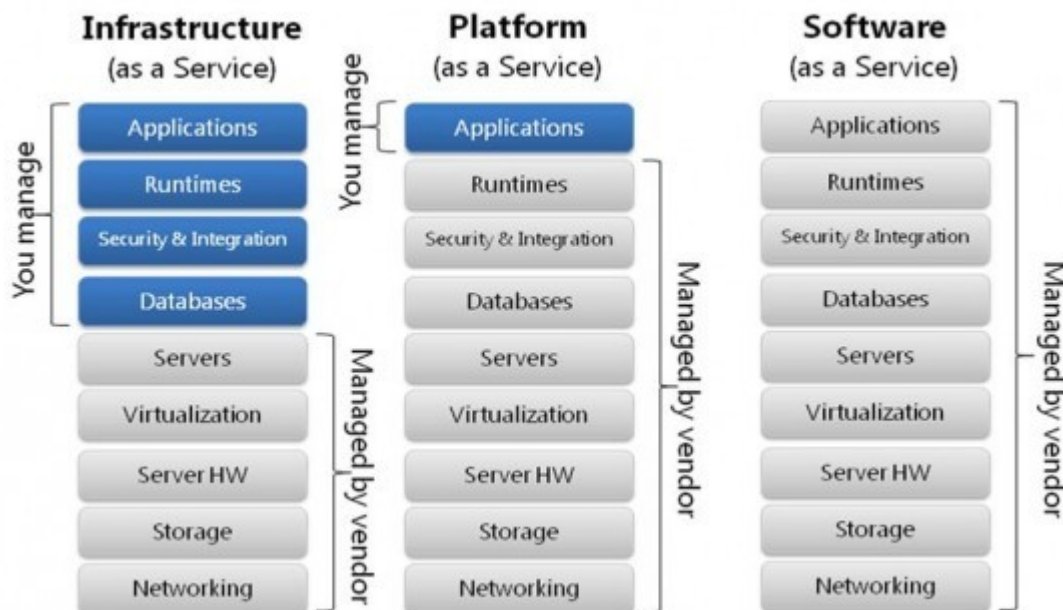 Infrastructure
(as a Service)
You manage
Applications
Runtimes
Security & Integration
Databases
Servers
Virtualization
Server HW
Storage
Networking
Managed by vendor
Platform
(as a Service)
You manage
Applications
Runtimes
Security & Integration
Databases
Servers
Virtualization
Server HW
Storage
Networking
Managed by vendor
Software
(as a Service)
Applications
Runtimes
Security & Integration
Databases
Servers
Virtualization
Server HW
Storage
Networking
Managed by vendor